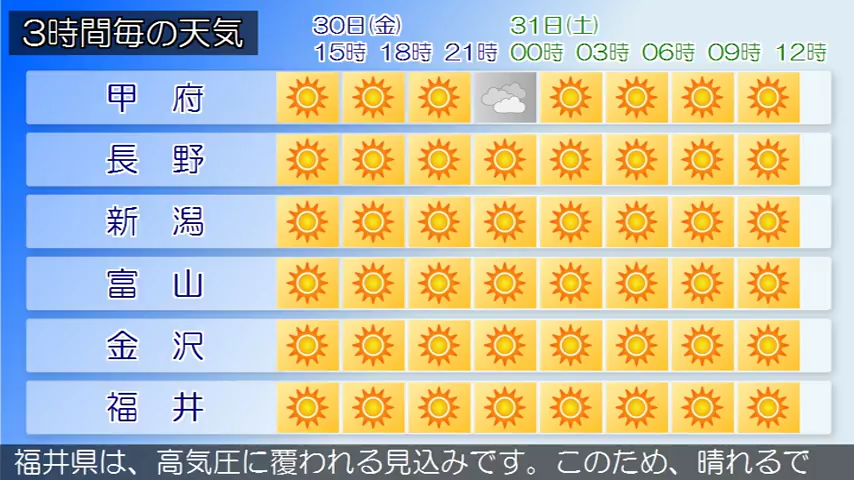 3時間毎の天気
30日(金) 31日(土)
15時 18時 21時 00時 03時 06時 09時 12時
甲府
長野
新潟
富山
金沢
福井
福井県は、高気圧に覆われる見込みです。このため、晴れるで